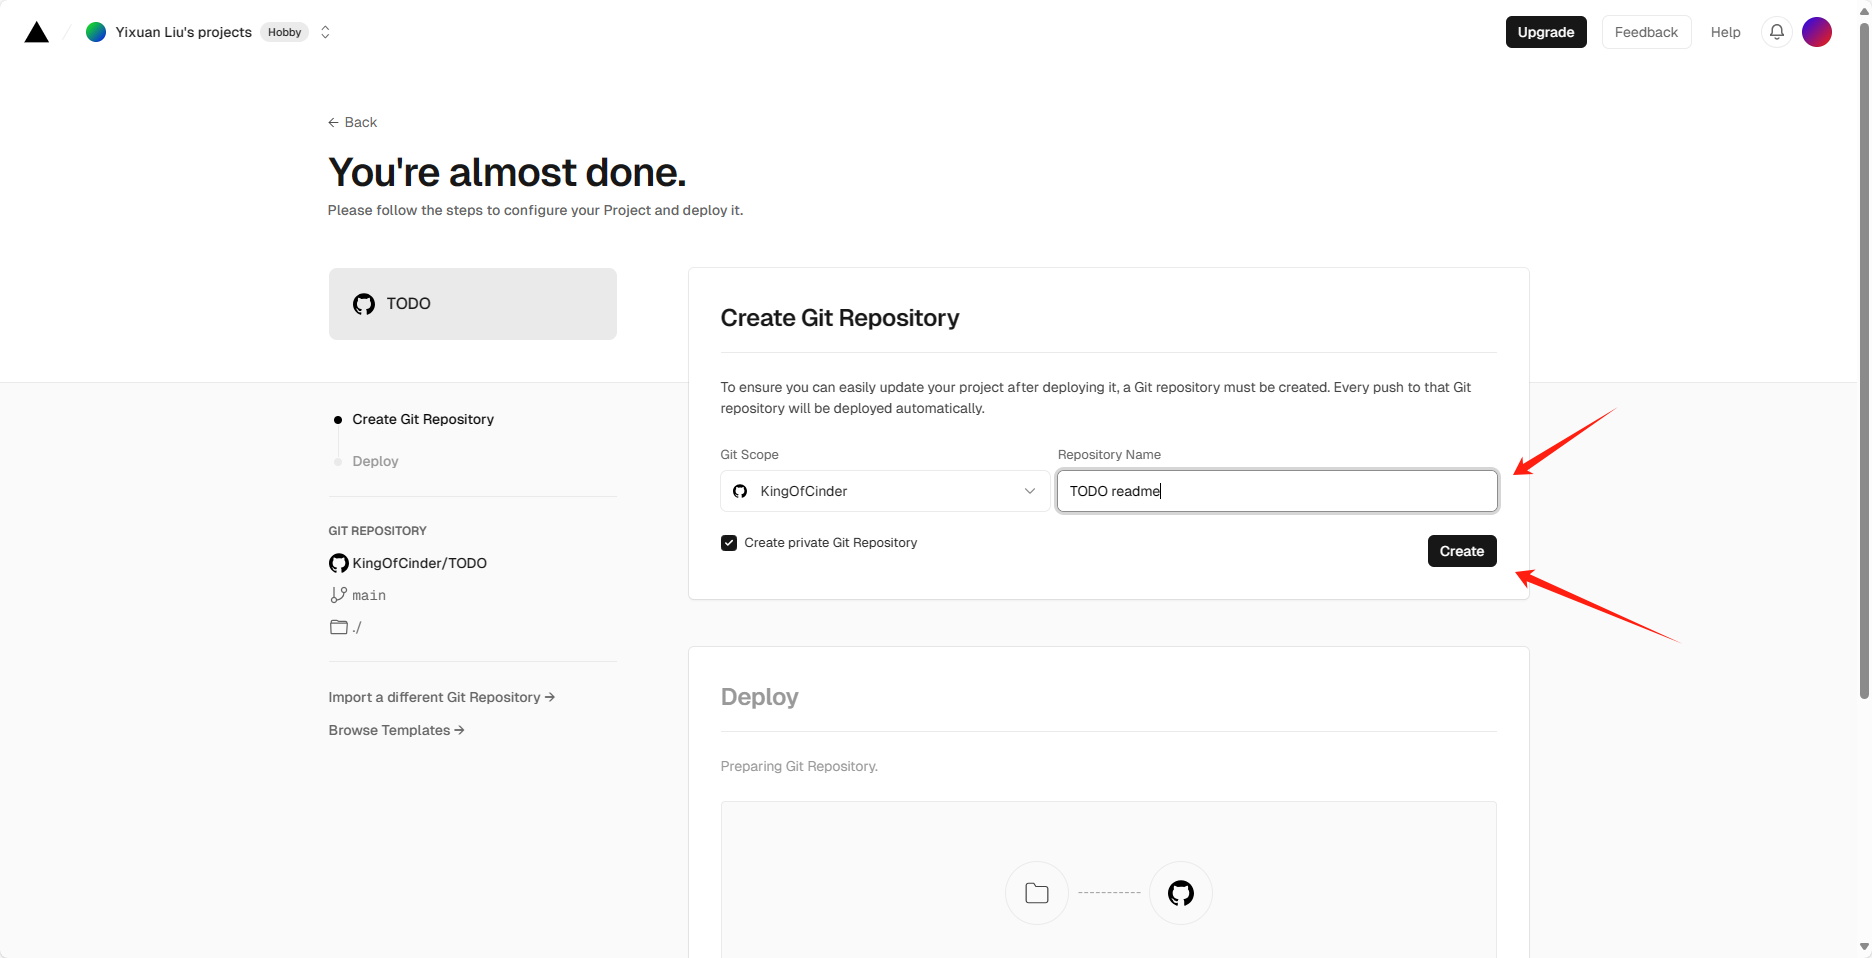 Yixuan Liu's projects Hobby
Upgrade Feedback Help
← Back
You're almost done.
Please follow the steps to configure your Project and deploy it.
TODO
Create Git Repository
Deploy
GIT REPOSITORY
KingOfCinder/TODO
main
./
Import a different Git Repository →
Browse Templates →
Create Git Repository
To ensure you can easily update your project after deploying it, a Git repository must be created. Every push to that Git
repository will be deployed automatically.
Git Scope Repository Name
KingOfCinder TODO readme
Create private Git Repository Create
Deploy
Preparing Git Repository.